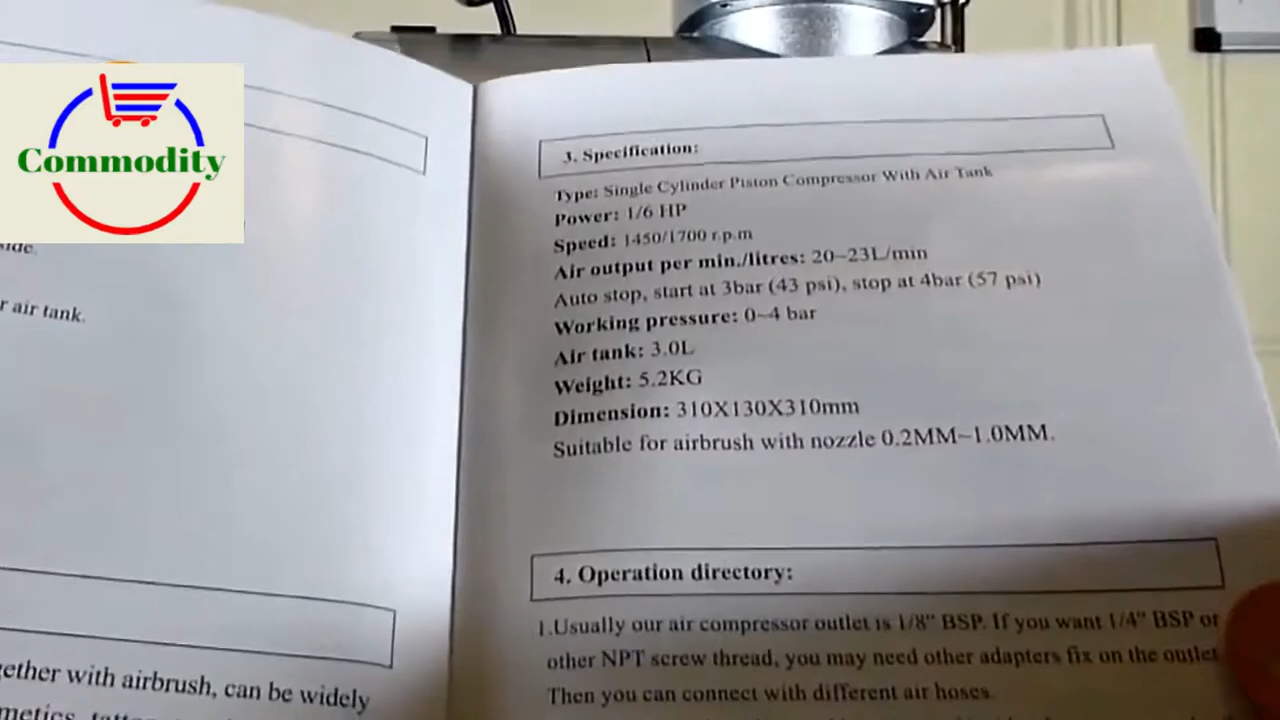 Commodity
side.
r air tank.
gether with airbrush, can be widely
3. Specification:
Type: Single Cylinder Piston Compressor With Air Tank
Power: 1/6 HP
Speed: 1450/1700 r.p.m
Air output per min./litres: 20~23L/min
Auto stop, start at 3bar (43 psi), stop at 4bar (57 psi)
Working pressure: 0~4 bar
Air tank: 3.0L
Weight: 5.2KG
Dimension: 310X130X310mm
Suitable for airbrush with nozzle 0.2MM~1.0MM.
4. Operation directory:
1.Usually our air compressor outlet is 1/8" BSP. If you want 1/4" BSP or
other NPT screw thread, you may need other adapters fix on the outlet
Then you can connect with different air hoses.